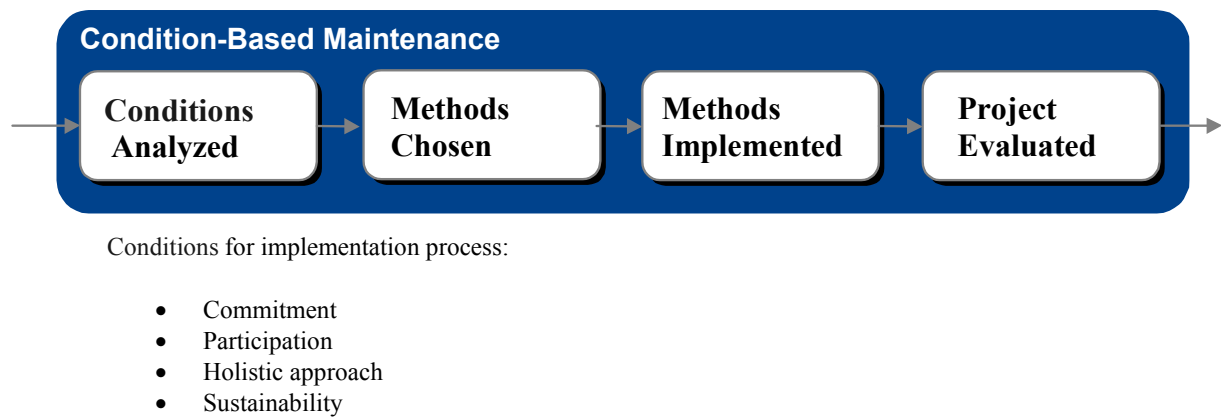 Condition-Based Maintenance
Conditions
Analyzed
Methods
Chosen
Methods
Implemented
Project
Evaluated
Conditions for implementation process:
• Commitment
• Participation
• Holistic approach
• Sustainability